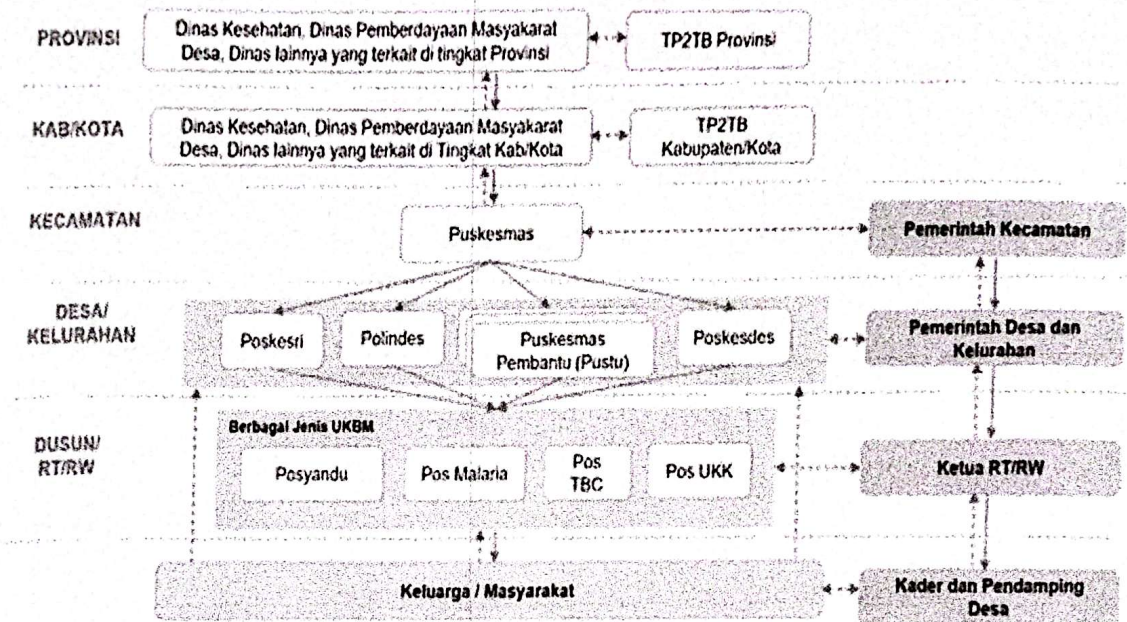 PROVINSI
Dinas Kesehatan, Dinas Pemberdayaan Masyakarat
Desa, Dinas lainnya yang terkait di tingkat Provinsi
TP2TB Provinsi
KAB/KOTA
Dinas Kesehatan, Dinas Pemberdayaan Masyakarat
Desa, Dinas lainnya yang terkait di Tingkat Kab/Kota
TP2TB
Kabupaten/Kota
KECAMATAN
Puskesmas
Pemerintah Kecamatan
DESA/
KELURAHAN
Poskesri
Polindes
Puskesmas
Pembantu (Pustu)
Poskesdes
Pemerintah Desa dan
Kelurahan
DUSUN/
RT/RW
Berbagai Jenis UKBM
Posyandu
Pos Malaria
Pos
TBC
Pos UKK
Ketua RT/RW
Keluarga / Masyarakat
Kader dan Pendamping
Desa